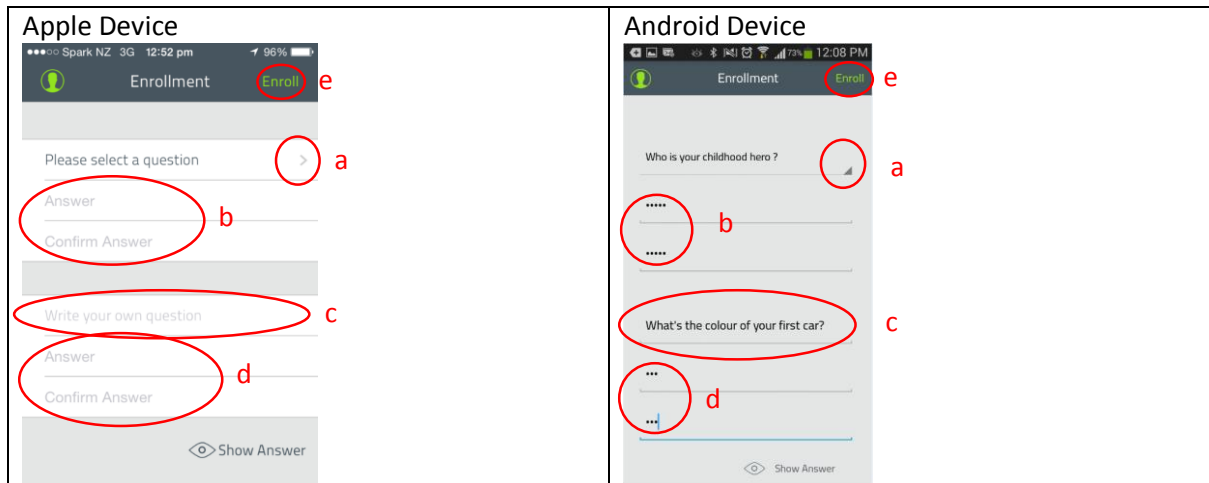 Apple Device
Spark NZ 3G 12:52 pm 96%
Enrollment Enroll e
Please select a question a
Answer
b
Confirm Answer
Write your own question c
Answer
d
Confirm Answer
Show Answer
Android Device
73% 12:08 PM
Enrollment Enroll e
Who is your childhood hero ? a
•••••
b
•••••
What's the colour of your first car? c
•••
d
•••
Show Answer